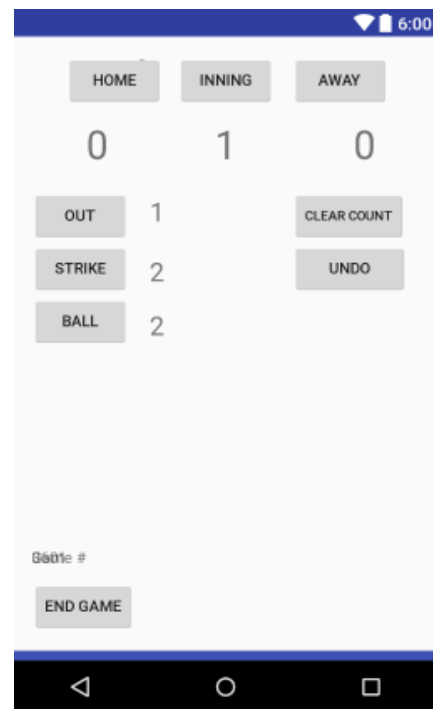 6:00
HOME INNING AWAY
0 1 0
OUT 1 CLEAR COUNT
STRIKE 2 UNDO
BALL 2
#
END GAME